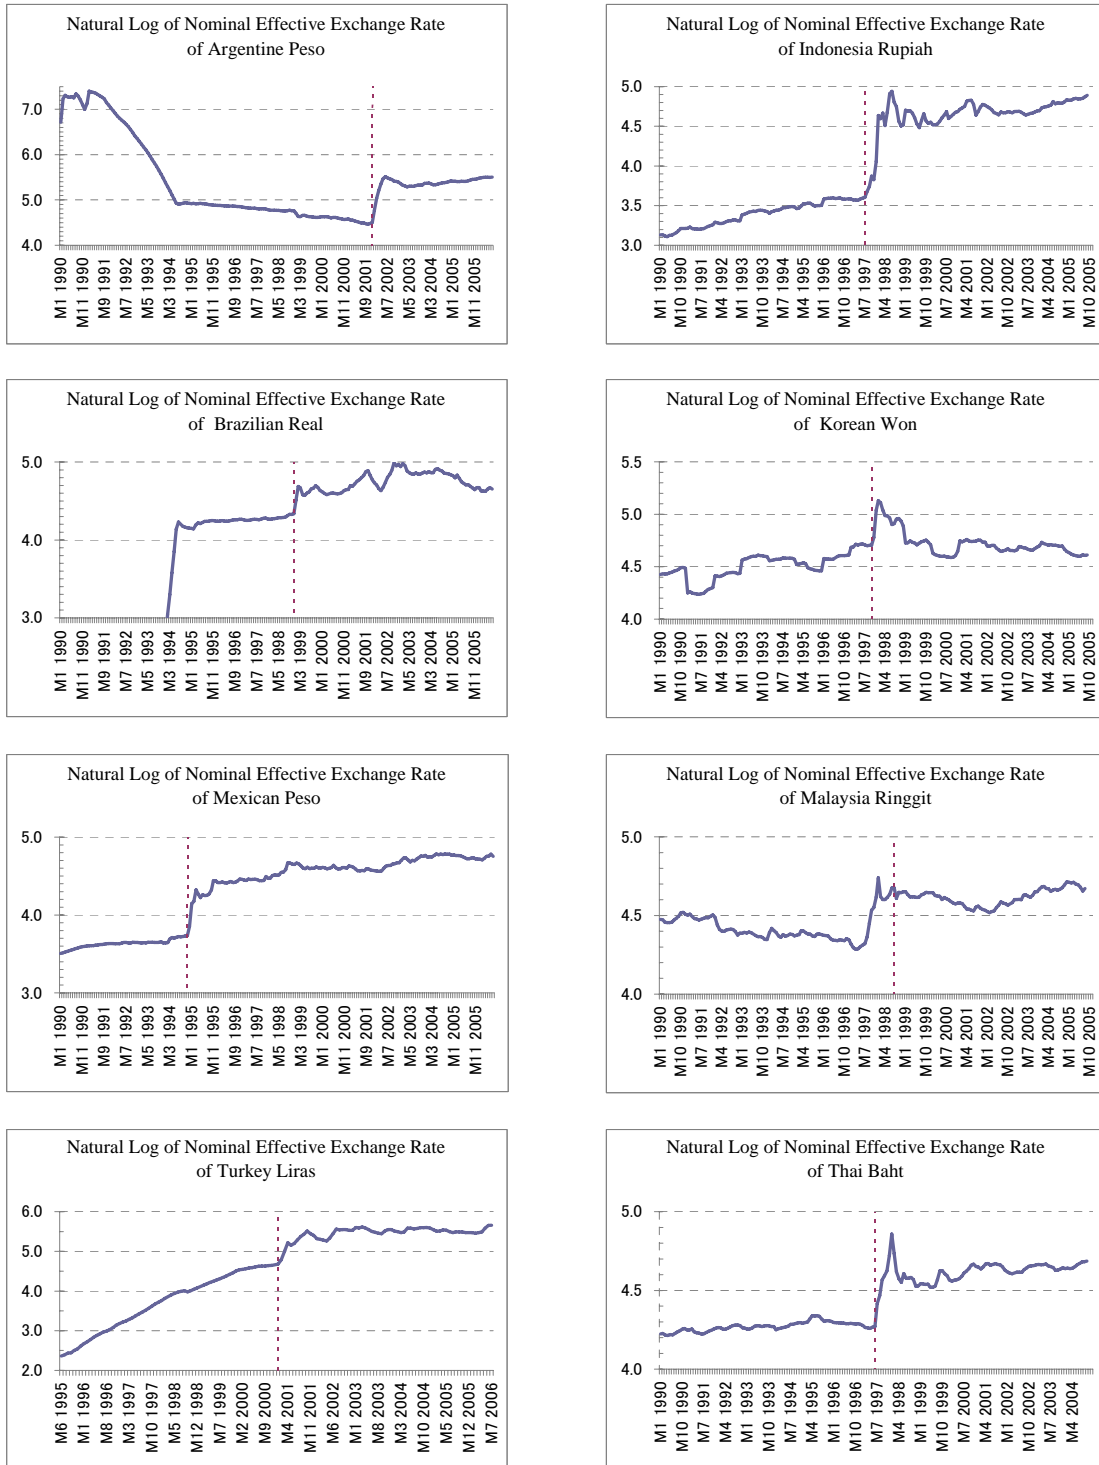 Natural Log of Nominal Effective Exchange Rate
of Argentine Peso
7.0
6.0
5.0
4.0
M1 1990
M11 1990
M9 1991
M7 1992
M5 1993
M3 1994
M1 1995
M11 1995
M9 1996
M7 1997
M5 1998
M3 1999
M1 2000
M11 2000
M9 2001
M7 2002
M5 2003
M3 2004
M1 2005
M11 2005
Natural Log of Nominal Effective Exchange Rate
of Indonesia Rupiah
5.0
4.5
4.0
3.5
3.0
M1 1990
M10 1990
M7 1991
M4 1992
M1 1993
M10 1993
M7 1994
M4 1995
M1 1996
M10 1996
M7 1997
M4 1998
M1 1999
M10 1999
M7 2000
M4 2001
M1 2002
M10 2002
M7 2003
M4 2004
M1 2005
M10 2005
Natural Log of Nominal Effective Exchange Rate
of Brazilian Real
5.0
4.0
3.0
M1 1990
M11 1990
M9 1991
M7 1992
M5 1993
M3 1994
M1 1995
M11 1995
M9 1996
M7 1997
M5 1998
M3 1999
M1 2000
M11 2000
M9 2001
M7 2002
M5 2003
M3 2004
M1 2005
M11 2005
Natural Log of Nominal Effective Exchange Rate
of Korean Won
5.5
5.0
4.5
4.0
M1 1990
M10 1990
M7 1991
M4 1992
M1 1993
M10 1993
M7 1994
M4 1995
M1 1996
M10 1996
M7 1997
M4 1998
M1 1999
M10 1999
M7 2000
M4 2001
M1 2002
M10 2002
M7 2003
M4 2004
M1 2005
M10 2005
Natural Log of Nominal Effective Exchange Rate
of Mexican Peso
5.0
4.0
3.0
M1 1990
M11 1990
M9 1991
M7 1992
M5 1993
M3 1994
M1 1995
M11 1995
M9 1996
M7 1997
M5 1998
M3 1999
M1 2000
M11 2000
M9 2001
M7 2002
M5 2003
M3 2004
M1 2005
M11 2005
Natural Log of Nominal Effective Exchange Rate
of Malaysia Ringgit
5.0
4.5
4.0
M1 1990
M10 1990
M7 1991
M4 1992
M1 1993
M10 1993
M7 1994
M4 1995
M1 1996
M10 1996
M7 1997
M4 1998
M1 1999
M10 1999
M7 2000
M4 2001
M1 2002
M10 2002
M7 2003
M4 2004
M1 2005
M10 2005
Natural Log of Nominal Effective Exchange Rate
of Turkey Liras
6.0
5.0
4.0
3.0
2.0
M6 1995
M1 1996
M8 1996
M3 1997
M10 1997
M5 1998
M12 1998
M7 1999
M2 2000
M9 2000
M4 2001
M11 2001
M6 2002
M1 2003
M8 2003
M3 2004
M10 2004
M5 2005
M12 2005
M7 2006
Natural Log of Nominal Effective Exchange Rate
of Thai Baht
5.0
4.5
4.0
M1 1990
M10 1990
M7 1991
M4 1992
M1 1993
M10 1993
M7 1994
M4 1995
M1 1996
M10 1996
M7 1997
M4 1998
M1 1999
M10 1999
M7 2000
M4 2001
M1 2002
M10 2002
M7 2003
M4 2004